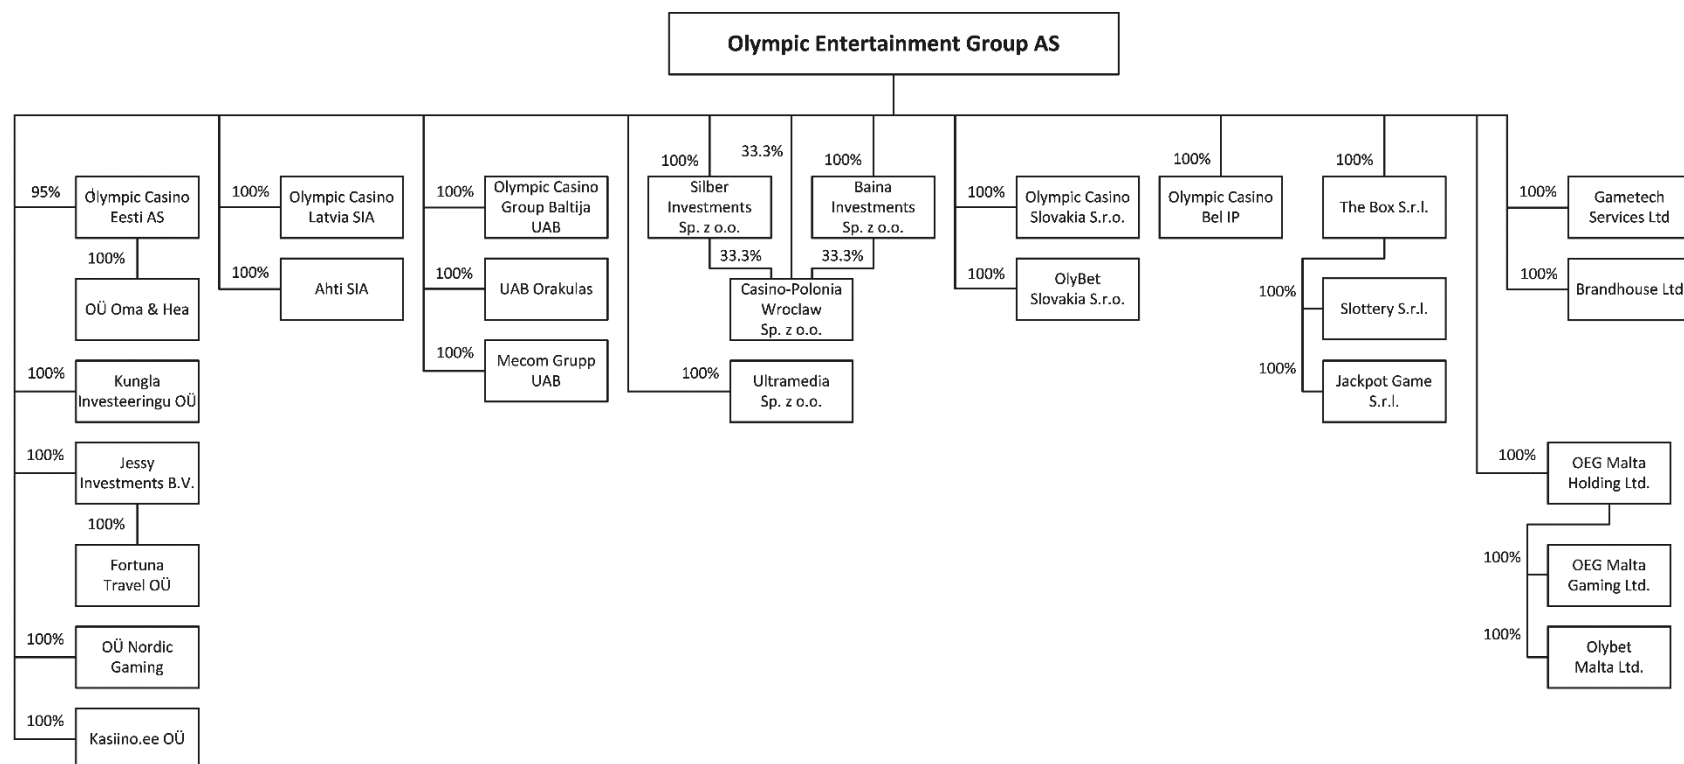 Olympic Entertainment Group AS
95%
Olympic Casino
Eesti AS
100%
OÜ Oma & Hea
100%
Kungla
Investeeringu OÜ
100%
Jessy
Investments B.V.
100%
Fortuna
Travel OÜ
100%
OÜ Nordic
Gaming
100%
Kasiino.ee OÜ
100%
Olympic Casino
Latvia SIA
100%
Ahti SIA
100%
Olympic Casino
Group Baltija
UAB
100%
UAB Orakulas
100%
Mecom Grupp
UAB
100%
Silber
Investments
Sp. z o.o.
33.3%
33.3%
100%
Baina
Investments
Sp. z o.o.
33.3%
Casino-Polonia
Wroclaw
Sp. z o.o.
100%
Ultramedia
Sp. z o.o.
100%
Olympic Casino
Slovakia S.r.o.
100%
OlyBet
Slovakia S.r.o.
100%
Olympic Casino
Bel IP
100%
The Box S.r.l.
100%
Slottery S.r.l.
100%
Jackpot Game
S.r.l.
100%
Gametech
Services Ltd
100%
Brandhouse Ltd
100%
OEG Malta
Holding Ltd.
100%
OEG Malta
Gaming Ltd.
100%
Olybet
Malta Ltd.